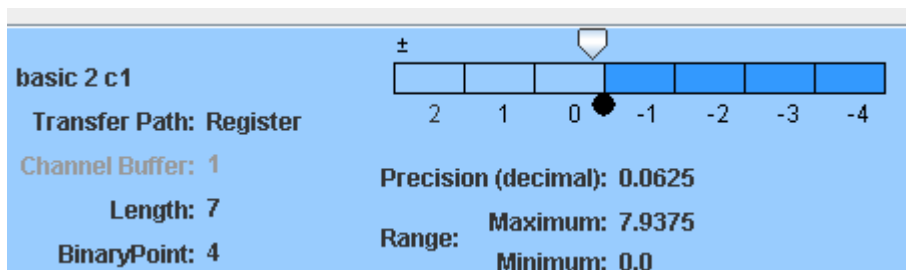 ±
basic 2 c1
2 1 0 -1 -2 -3 -4
Transfer Path: Register
Channel Buffer: 1
Precision (decimal): 0.0625
Length: 7
Maximum: 7.9375
Range:
BinaryPoint: 4
Minimum: 0.0